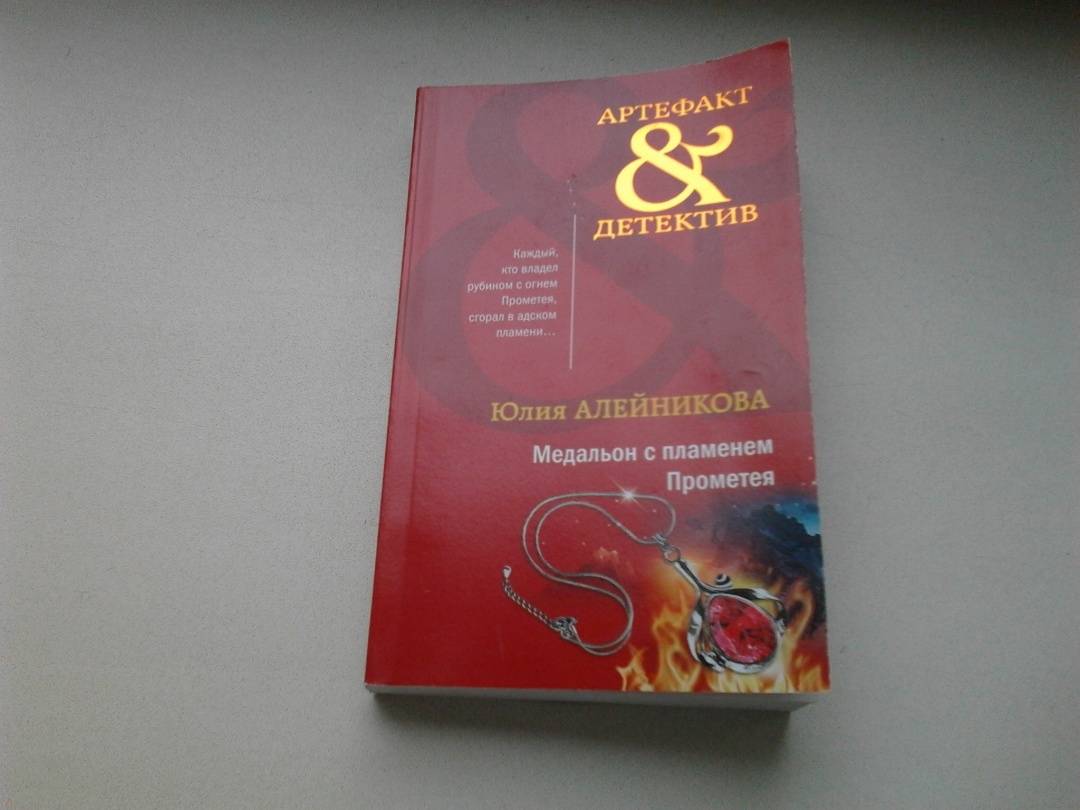 АРТЕФАКТ
&
ДЕТЕКТИВ
Каждый,
кто владел
рубином с огнем
Прометея,
сгорал в адском
пламени...
Юлия АЛЕЙНИКОВА
Медальон с пламенем
Прометея